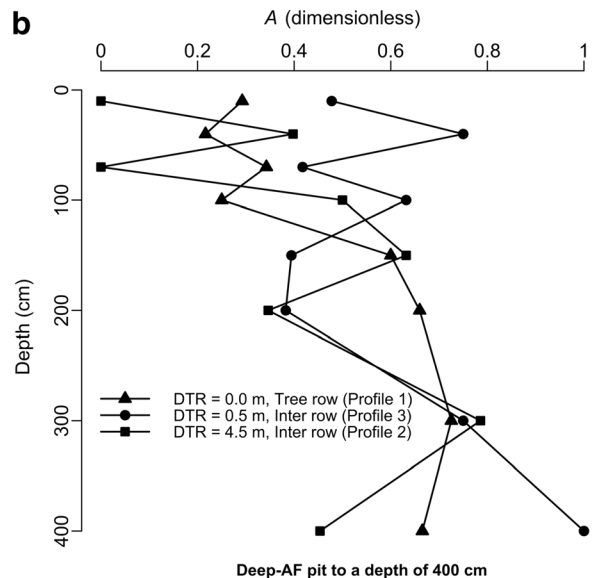 b
A (dimensionless)
0 0.2 0.4 0.6 0.8 1
0
100
200
300
400
Depth (cm)
DTR = 0.0 m, Tree row (Profile 1)
DTR = 0.5 m, Inter row (Profile 3)
DTR = 4.5 m, Inter row (Profile 2)
Deep-AF pit to a depth of 400 cm